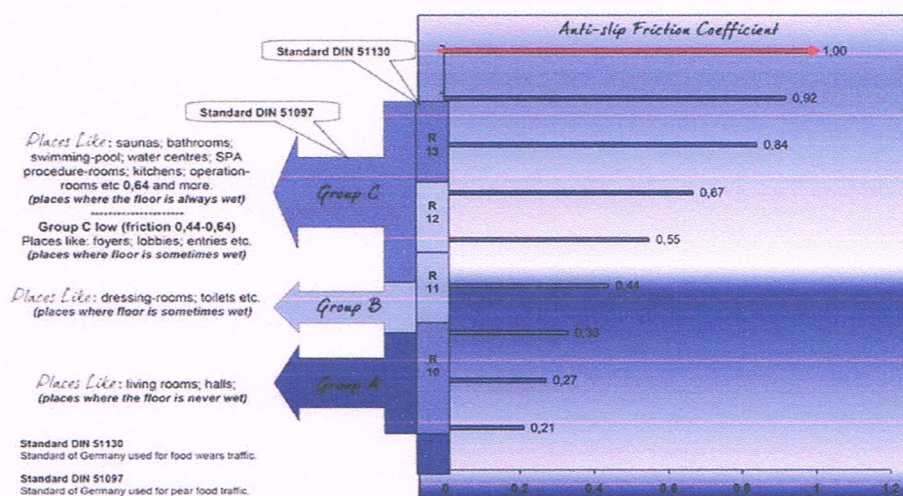 Anti-slip Friction Coefficient
Standard DIN 51130
1,00
0,92
Standard DIN 51097
Places Like: saunas; bathrooms;
swimming-pool; water centres; SPA
procedure-rooms; kitchens; operation-
rooms etc 0,64 and more.
(places where the floor is always wet)
Group C low (friction 0,44-0,64)
Places like: foyers; lobbies; entries etc.
(places where floor is sometimes wet)
Group C
R
13
0,84
R
12
0,67
0,55
Places Like: dressing-rooms; toilets etc.
(places where floor is sometimes wet)
Group B
R
11
0,44
0,33
Places Like: living rooms; halls;
(places where the floor is never wet)
Group A
R
10
0,27
0,21
Standard DIN 51130
Standard of Germany used for food wears traffic.
Standard DIN 51097
Standard of Germany used for pear food traffic.
0 0,2 0,4 0,6 0,8 1 1,2